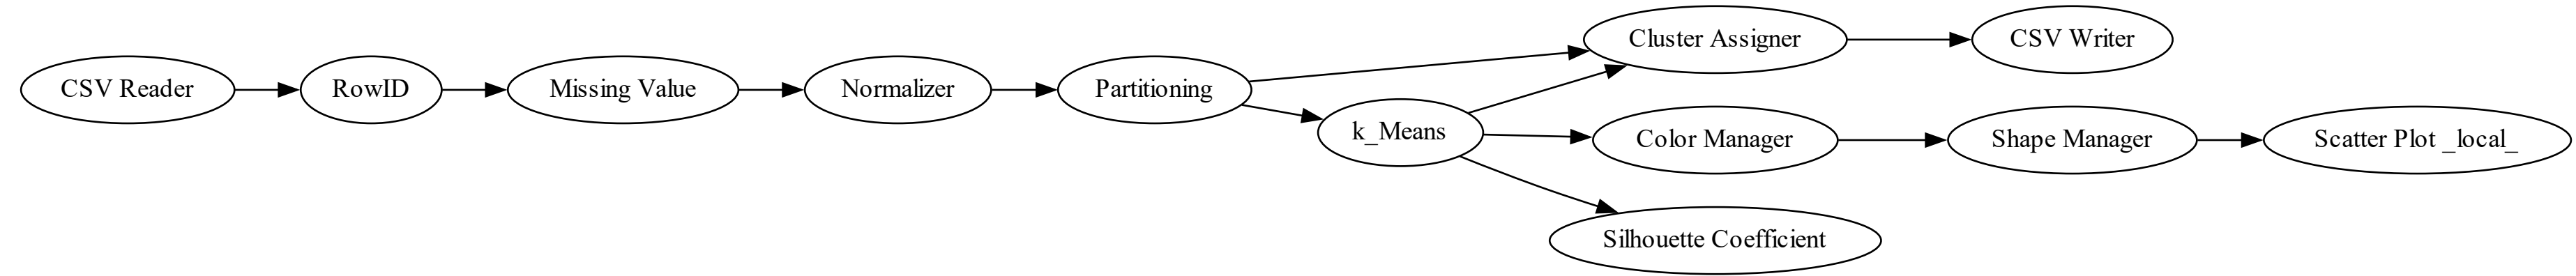 CSV Reader
RowID
Missing Value
Normalizer
Partitioning
k_Means
Cluster Assigner
CSV Writer
Color Manager
Shape Manager
Scatter Plot _local_
Silhouette Coefficient